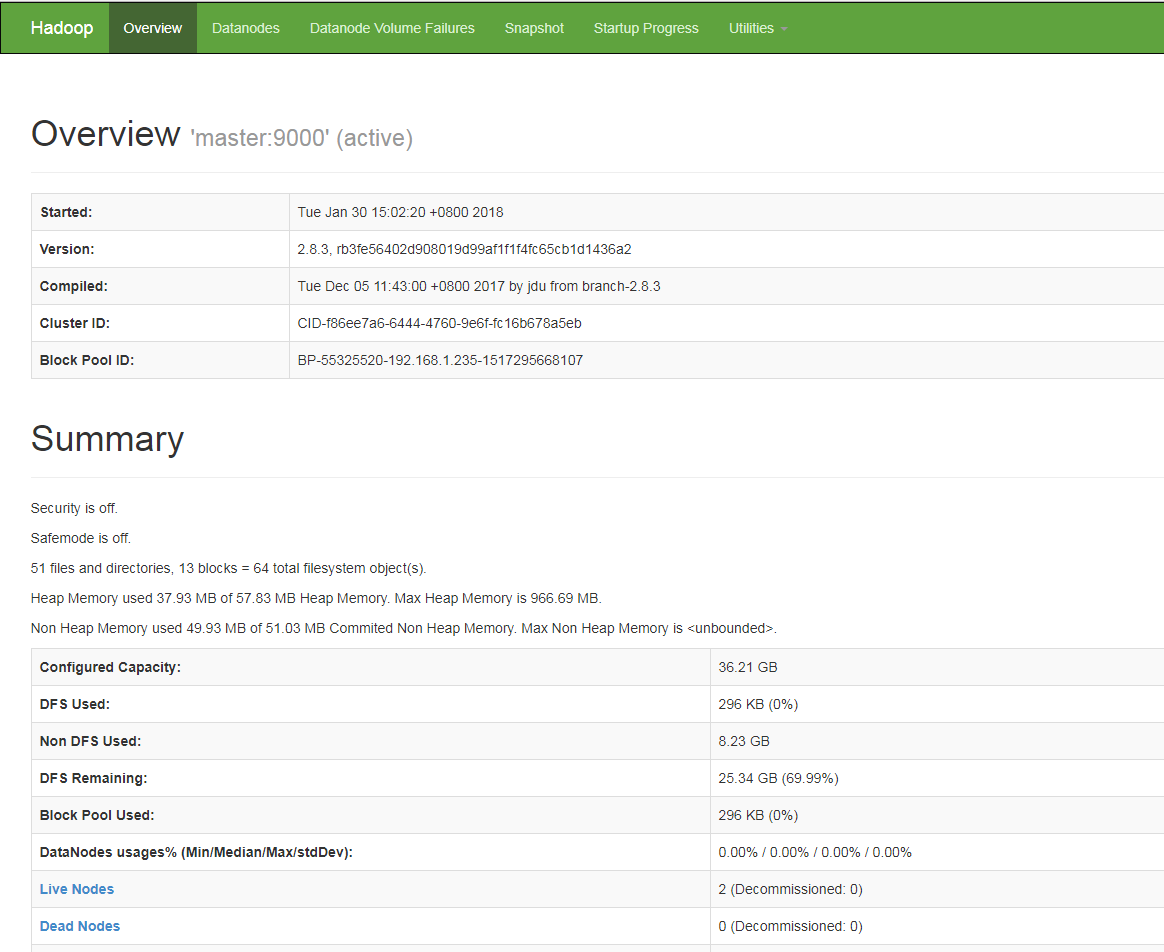 Hadoop Overview Datanodes Datanode Volume Failures Snapshot Startup Progress Utilities
Overview 'master:9000' (active)
Started: Tue Jan 30 15:02:20 +0800 2018
Version: 2.8.3, rb3fe56402d908019d99af1f1f4fc65cb1d1436a2
Compiled: Tue Dec 05 11:43:00 +0800 2017 by jdu from branch-2.8.3
Cluster ID: CID-f86ee7a6-6444-4760-9e6f-fc16b678a5eb
Block Pool ID: BP-55325520-192.168.1.235-1517295668107
Summary
Security is off.
Safemode is off.
51 files and directories, 13 blocks = 64 total filesystem object(s).
Heap Memory used 37.93 MB of 57.83 MB Heap Memory. Max Heap Memory is 966.69 MB.
Non Heap Memory used 49.93 MB of 51.03 MB Commited Non Heap Memory. Max Non Heap Memory is <unbounded>.
Configured Capacity: 36.21 GB
DFS Used: 296 KB (0%)
Non DFS Used: 8.23 GB
DFS Remaining: 25.34 GB (69.99%)
Block Pool Used: 296 KB (0%)
DataNodes usages% (Min/Median/Max/stdDev): 0.00% / 0.00% / 0.00% / 0.00%
Live Nodes 2 (Decommissioned: 0)
Dead Nodes 0 (Decommissioned: 0)